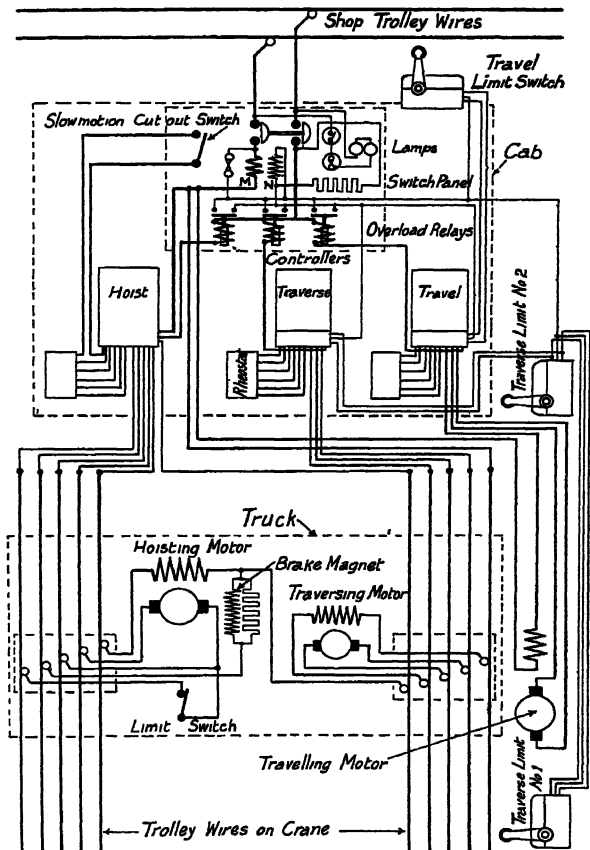 Shop Trolley Wires
Travel
Limit Switch
Slowmotion Cut out Switch
Lamps
Cab
Switch Panel
M
N
Overload Relays
Controllers
Hoist
Traverse
Travel
Rheostat
Traverse Limit No 2
Truck
Hoisting Motor
Brake Magnet
Traversing Motor
Limit Switch
Travelling Motor
Traverse Limit
No 1
Trolley Wires on Crane